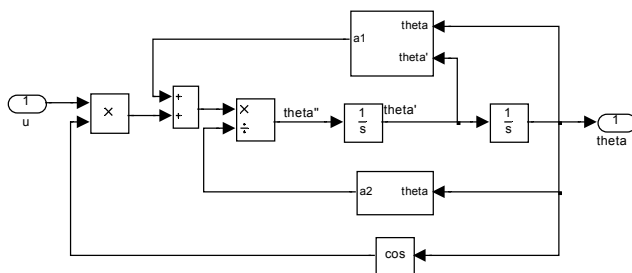 theta
a1
theta'
1
u
×
+
+
×
÷
theta''
1
s
theta'
1
s
1
theta
a2
theta
cos